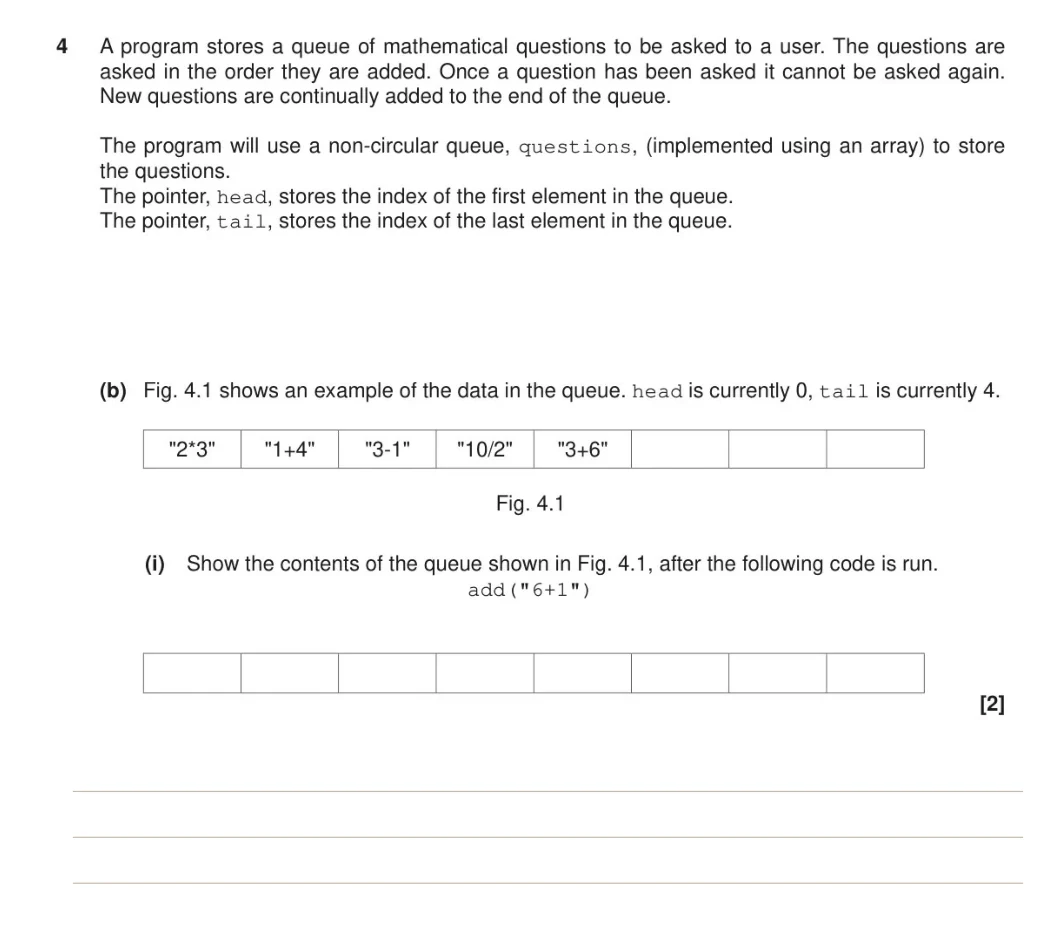 4 A program stores a queue of mathematical questions to be asked to a user. The questions are
asked in the order they are added. Once a question has been asked it cannot be asked again.
New questions are continually added to the end of the queue.
The program will use a non-circular queue, questions, (implemented using an array) to store
the questions.
The pointer, head, stores the index of the first element in the queue.
The pointer, tail, stores the index of the last element in the queue.
(b) Fig. 4.1 shows an example of the data in the queue. head is currently 0, tail is currently 4.
"2*3" "1+4" "3-1" "10/2" "3+6"
Fig. 4.1
(i) Show the contents of the queue shown in Fig. 4.1, after the following code is run.
add("6+1")
[2]